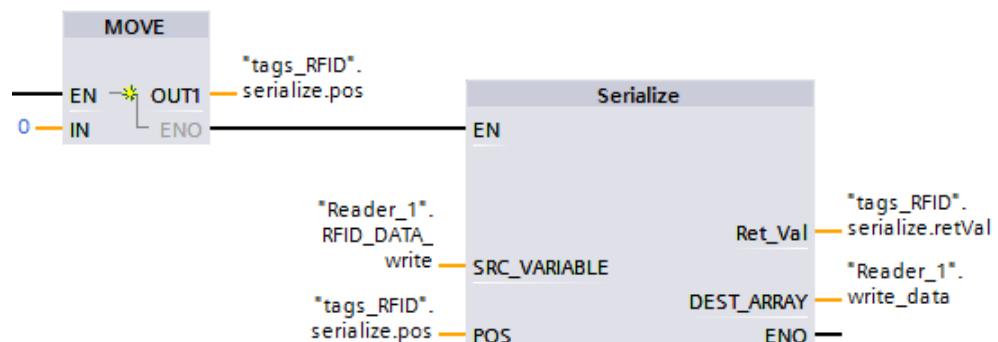 MOVE
"tags_RFID".
EN
OUT1
serialize.pos
0
IN
ENO
Serialize
EN
"Reader_1".
RFID_DATA_
write
SRC_VARIABLE
"tags_RFID".
Ret_Val
serialize.retVal
"Reader_1".
DEST_ARRAY
write_data
"tags_RFID".
serialize.pos
POS
ENO